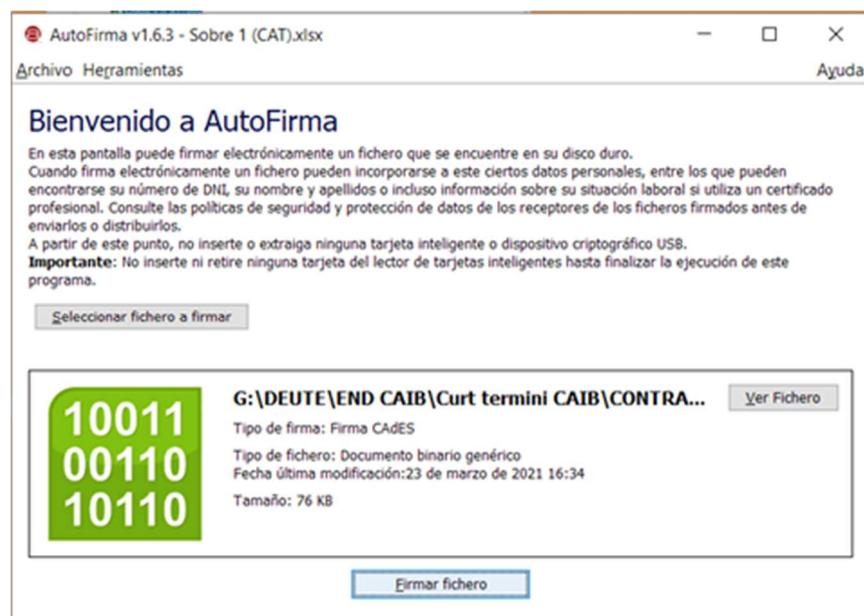 AutoFirma v1.6.3 - Sobre 1 (CAT).xlsx
Archivo Herramientas Ayuda
Bienvenido a AutoFirma
En esta pantalla puede firmar electrónicamente un fichero que se encuentre en su disco duro.
Cuando firma electrónicamente un fichero pueden incorporarse a este ciertos datos personales, entre los que pueden
encontrarse su número de DNI, su nombre y apellidos o incluso información sobre su situación laboral si utiliza un certificado
profesional. Consulte las políticas de seguridad y protección de datos de los receptores de los ficheros firmados antes de
enviarlos o distribuirlos.
A partir de este punto, no inserte o extraiga ninguna tarjeta inteligente o dispositivo criptográfico USB.
Importante: No inserte ni retire ninguna tarjeta del lector de tarjetas inteligentes hasta finalizar la ejecución de este
programa.
Seleccionar fichero a firmar
10011
00110
10110
G:\DEUTE\END CAIB\Curt termini CAIB\CONTRA...
Ver Fichero
Tipo de firma: Firma CAdES
Tipo de fichero: Documento binario genérico
Fecha última modificación:23 de marzo de 2021 16:34
Tamaño: 76 KB
Firmar fichero